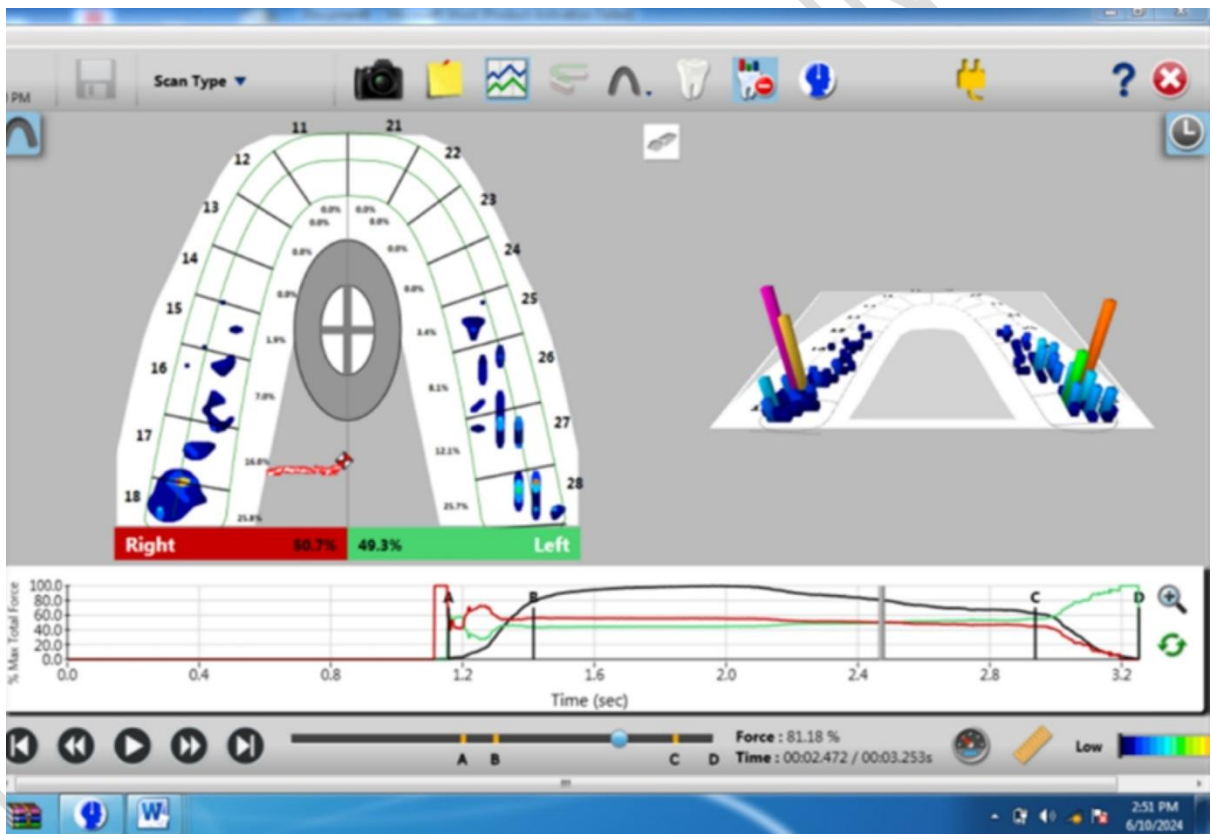 Scan Type
PM
11 21
12 22
13 23
14 24
15 25
16 26
17 27
18 28
0.0% 0.0%
0.0% 0.0%
0.0% 0.0%
0.0% 0.0%
1.9% 3.4%
7.0% 8.1%
16.0% 12.1%
25.8% 25.7%
Right 50.7% 49.3% Left
% Max Total Force
100.0
80.0
60.0
40.0
20.0
0.0
A B C D
0.0 0.4 0.8 1.2 1.6 2.0 2.4 2.8 3.2
Time (sec)
Force : 81.18 %
A B C D Time : 00:02.472 / 00:03.253s
Low
2:51 PM
6/10/2024